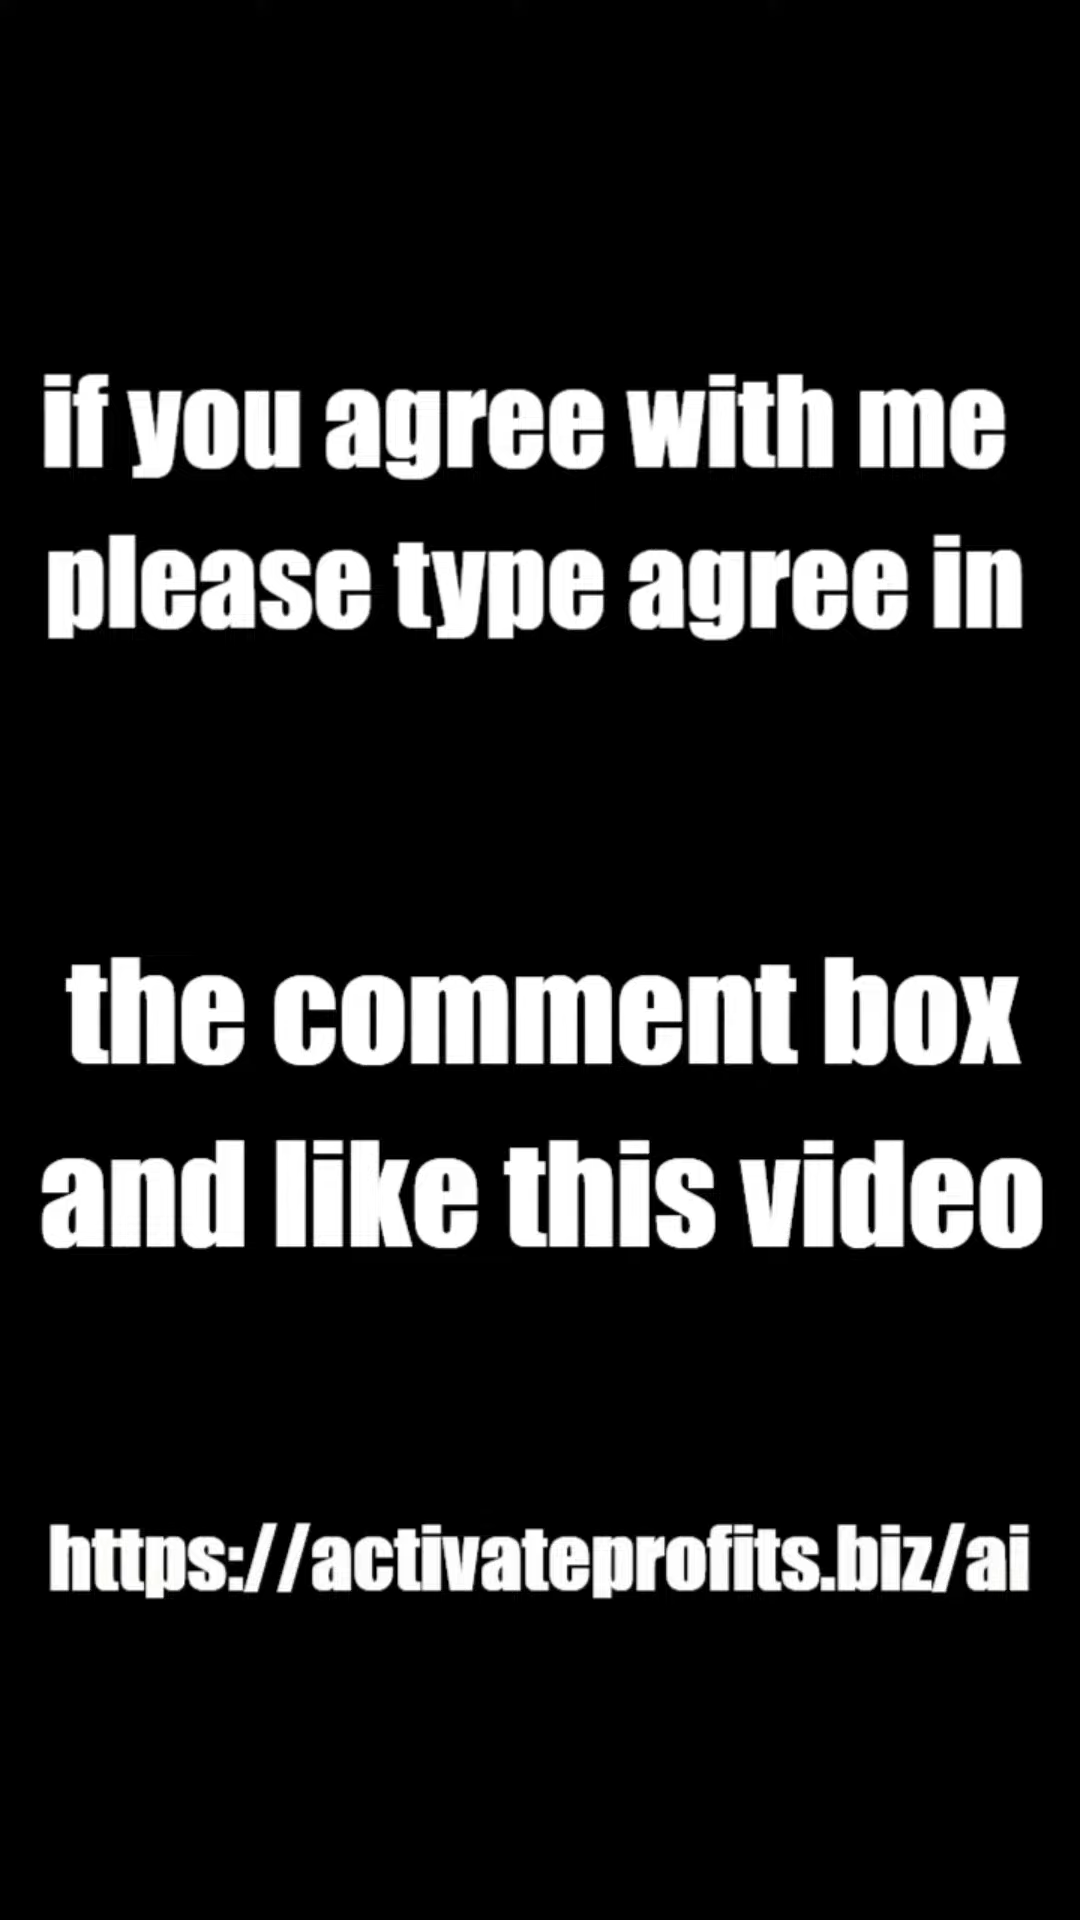 if you agree with me
please type agree in
the comment box
and like this video
https://activateprofits.biz/ai